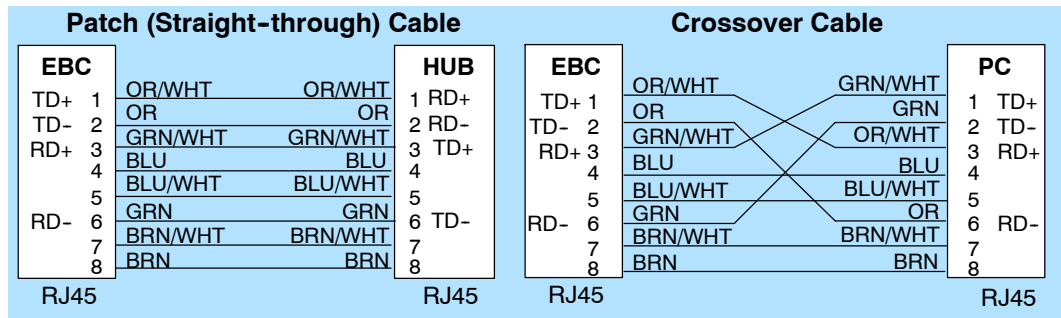 Patch (Straight-through) Cable
EBC HUB
TD+ 1 OR/WHT OR/WHT 1 RD+
TD- 2 OR OR 2 RD-
RD+ 3 GRN/WHT GRN/WHT 3 TD+
4 BLU BLU 4
5 BLU/WHT BLU/WHT 5
RD- 6 GRN GRN 6 TD-
7 BRN/WHT BRN/WHT 7
8 BRN BRN 8
RJ45 RJ45
Crossover Cable
EBC PC
TD+ 1 OR/WHT GRN/WHT 1 TD+
TD- 2 OR GRN 2 TD-
RD+ 3 GRN/WHT OR/WHT 3 RD+
4 BLU BLU 4
5 BLU/WHT BLU/WHT 5
RD- 6 GRN OR 6 RD-
7 BRN/WHT BRN/WHT 7
8 BRN BRN 8
RJ45 RJ45